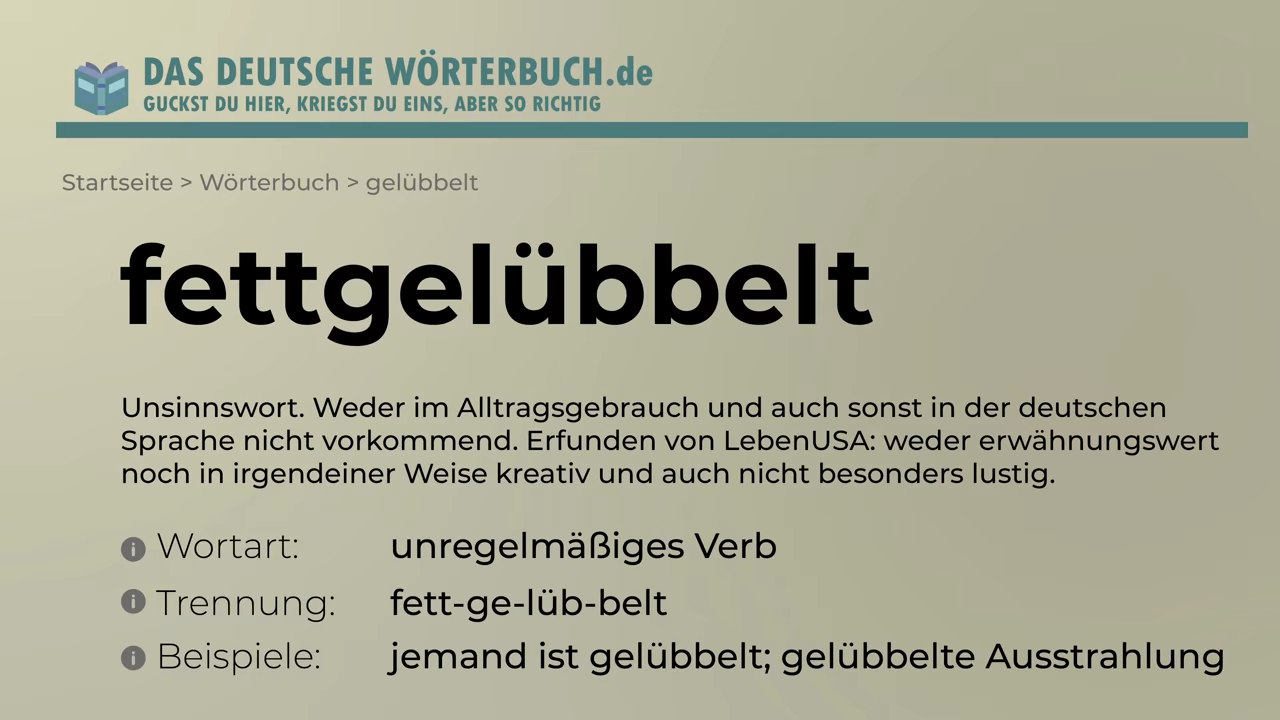 DAS DEUTSCHE WÖRTERBUCH.de
GUCKST DU HIER, KRIEGST DU EINS, ABER SO RICHTIG
Startseite > Wörterbuch > gelübbelt
fettgelübbelt
Unsinnswort. Weder im Alltragsgebrauch und auch sonst in der deutschen
Sprache nicht vorkommend. Erfunden von LebenUSA: weder erwähnungswert
noch in irgendeiner Weise kreativ und auch nicht besonders lustig.
Wortart: unregelmäßiges Verb
Trennung: fett-ge-lüb-belt
Beispiele: jemand ist gelübbelt; gelübbelte Ausstrahlung